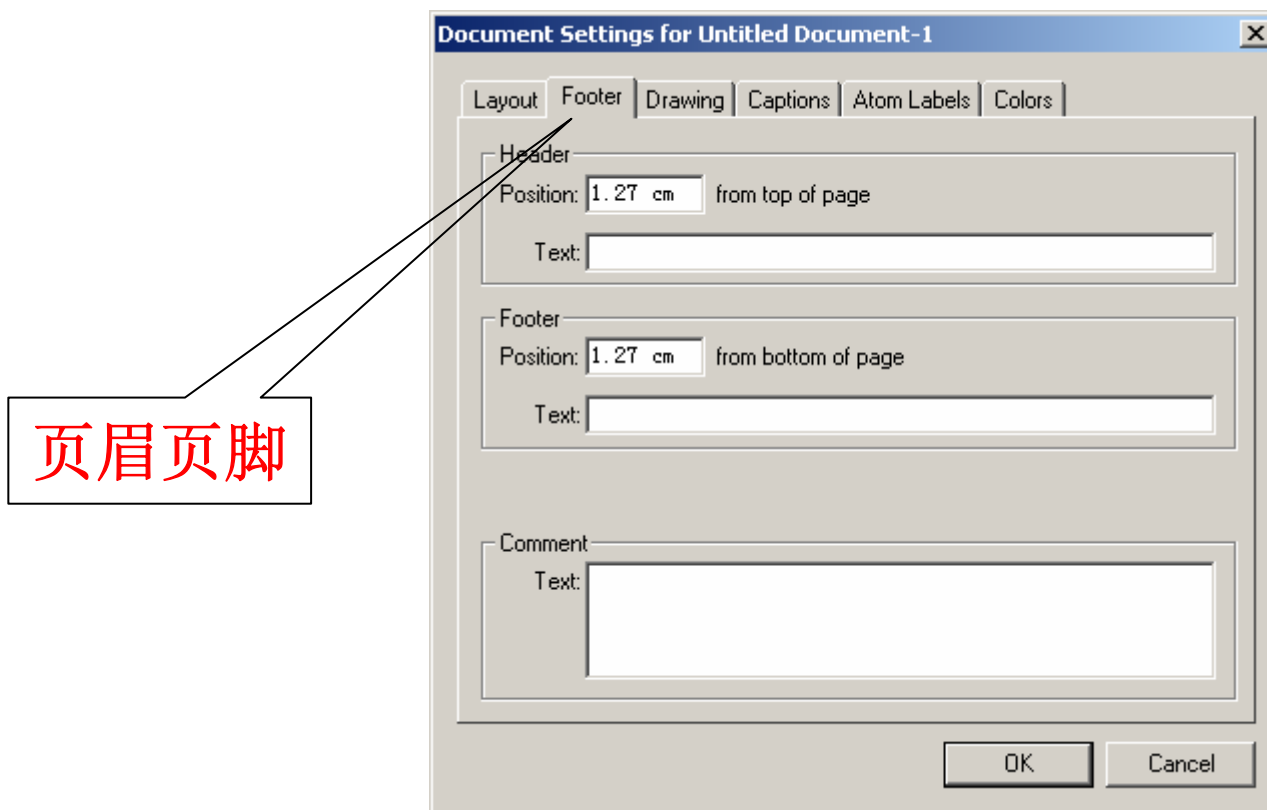 Document Settings for Untitled Document-1
Layout Footer Drawing Captions Atom Labels Colors
Header
Position: 1.27 cm from top of page
Text:
Footer
Position: 1.27 cm from bottom of page
Text:
页眉页脚
Comment
Text:
OK Cancel